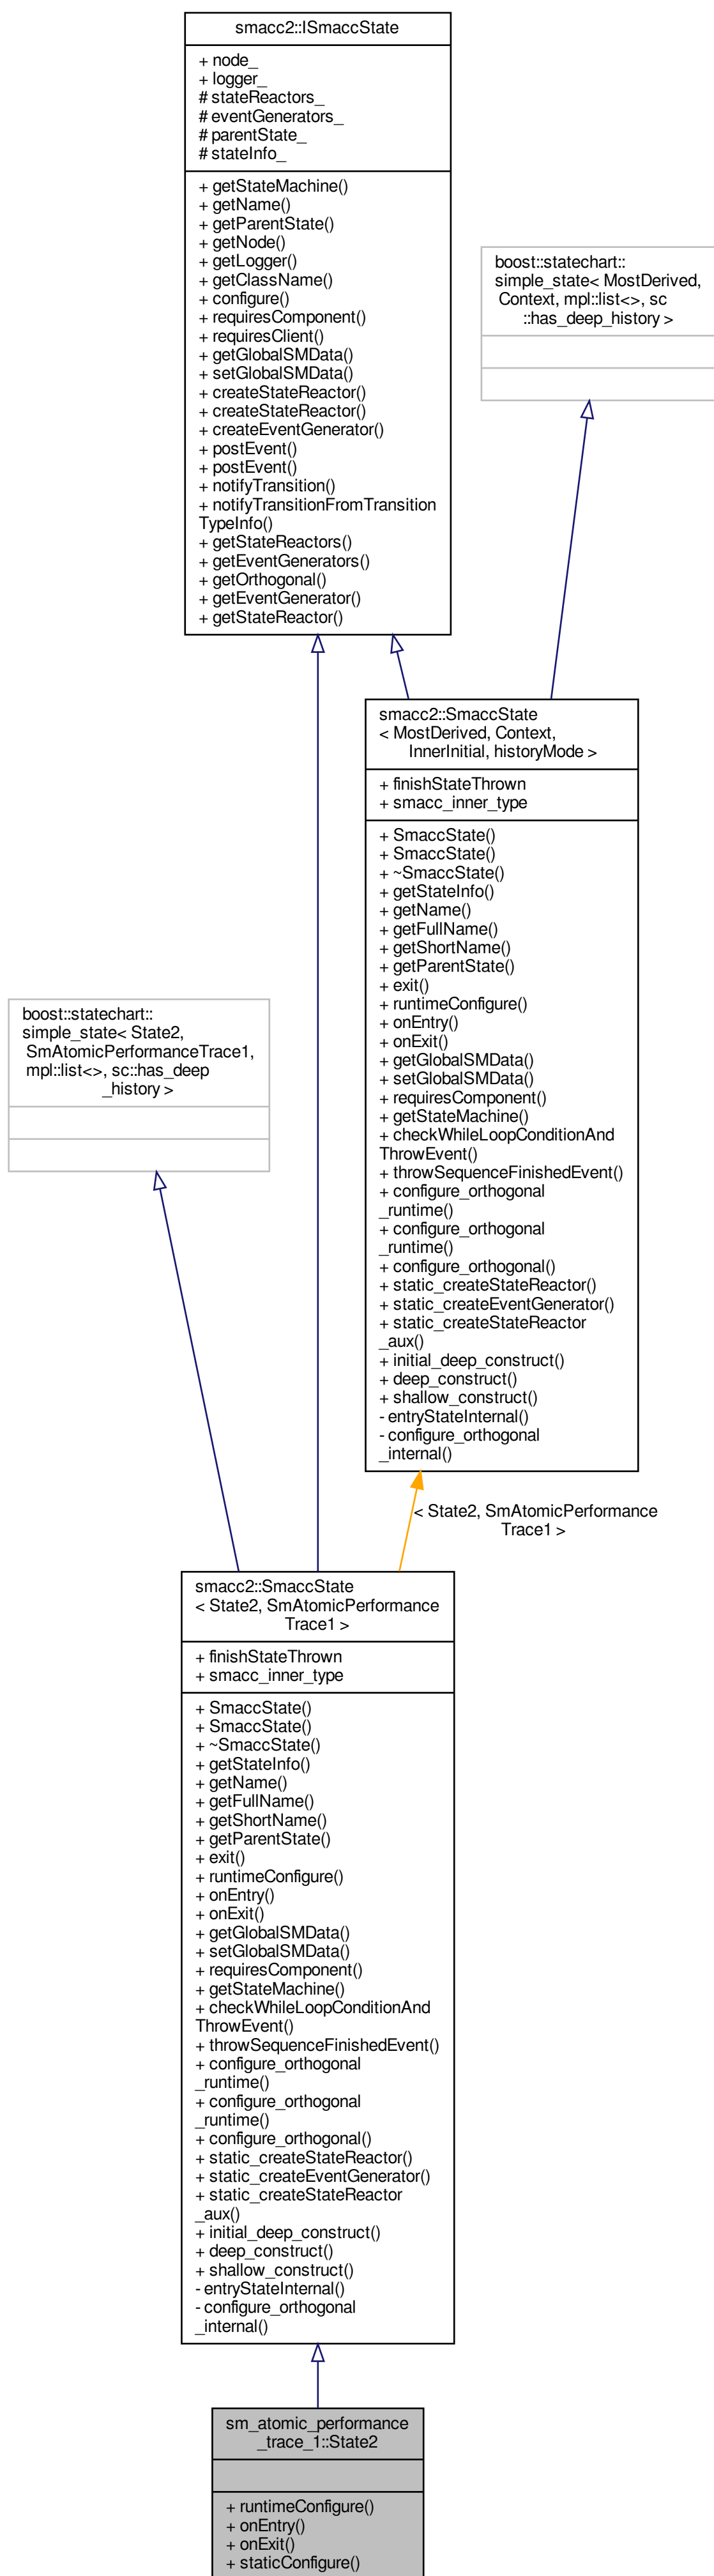 smacc2::ISmaccState
+ node_
+ logger_
# stateReactors_
# eventGenerators_
# parentState_
# stateInfo_
+ getStateMachine()
+ getName()
+ getParentState()
+ getNode()
+ getLogger()
+ getClassName()
+ configure()
+ requiresComponent()
+ requiresClient()
+ getGlobalSMData()
+ setGlobalSMData()
+ createStateReactor()
+ createStateReactor()
+ createEventGenerator()
+ postEvent()
+ postEvent()
+ notifyTransition()
+ notifyTransitionFromTransition
TypeInfo()
+ getStateReactors()
+ getEventGenerators()
+ getOrthogonal()
+ getEventGenerator()
+ getStateReactor()
boost::statechart::
simple_state< MostDerived,
Context, mpl::list<>, sc
::has_deep_history >
smacc2::SmaccState
< MostDerived, Context,
InnerInitial, historyMode >
+ finishStateThrown
+ smacc_inner_type
+ SmaccState()
+ SmaccState()
+ ~SmaccState()
+ getStateInfo()
+ getName()
+ getFullName()
+ getShortName()
+ getParentState()
+ exit()
+ runtimeConfigure()
+ onEntry()
+ onExit()
+ getGlobalSMData()
+ setGlobalSMData()
+ requiresComponent()
+ getStateMachine()
+ checkWhileLoopConditionAnd
ThrowEvent()
+ throwSequenceFinishedEvent()
+ configure_orthogonal
_runtime()
+ configure_orthogonal
_runtime()
+ configure_orthogonal()
+ static_createStateReactor()
+ static_createEventGenerator()
+ static_createStateReactor
_aux()
+ initial_deep_construct()
+ deep_construct()
+ shallow_construct()
- entryStateInternal()
- configure_orthogonal
_internal()
boost::statechart::
simple_state< State2,
SmAtomicPerformanceTrace1,
mpl::list<>, sc::has_deep
_history >
< State2, SmAtomicPerformance
Trace1 >
smacc2::SmaccState
< State2, SmAtomicPerformance
Trace1 >
+ finishStateThrown
+ smacc_inner_type
+ SmaccState()
+ SmaccState()
+ ~SmaccState()
+ getStateInfo()
+ getName()
+ getFullName()
+ getShortName()
+ getParentState()
+ exit()
+ runtimeConfigure()
+ onEntry()
+ onExit()
+ getGlobalSMData()
+ setGlobalSMData()
+ requiresComponent()
+ getStateMachine()
+ checkWhileLoopConditionAnd
ThrowEvent()
+ throwSequenceFinishedEvent()
+ configure_orthogonal
_runtime()
+ configure_orthogonal
_runtime()
+ configure_orthogonal()
+ static_createStateReactor()
+ static_createEventGenerator()
+ static_createStateReactor
_aux()
+ initial_deep_construct()
+ deep_construct()
+ shallow_construct()
- entryStateInternal()
- configure_orthogonal
_internal()
sm_atomic_performance
_trace_1::State2
+ runtimeConfigure()
+ onEntry()
+ onExit()
+ staticConfigure()